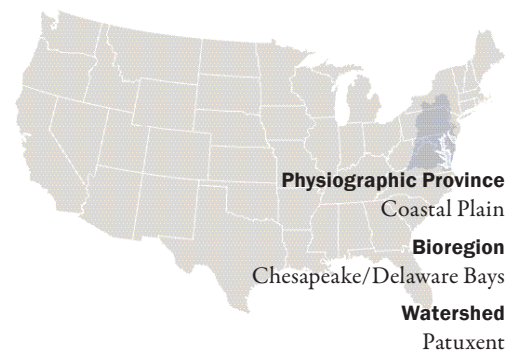 Physiographic Province
Coastal Plain
Bioregion
Chesapeake/Delaware Bays
Watershed
Patuxent